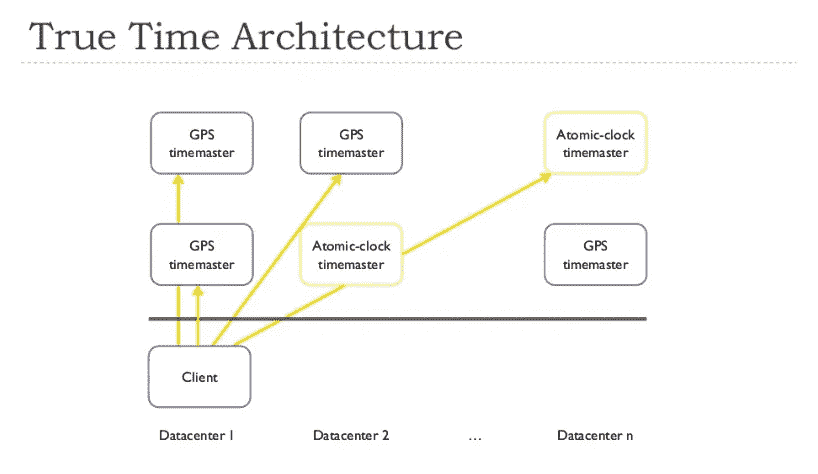 True Time Architecture
GPS
timemaster
GPS
timemaster
Atomic-clock
timemaster
GPS
timemaster
Atomic-clock
timemaster
GPS
timemaster
Client
Datacenter 1
Datacenter 2
...
Datacenter n